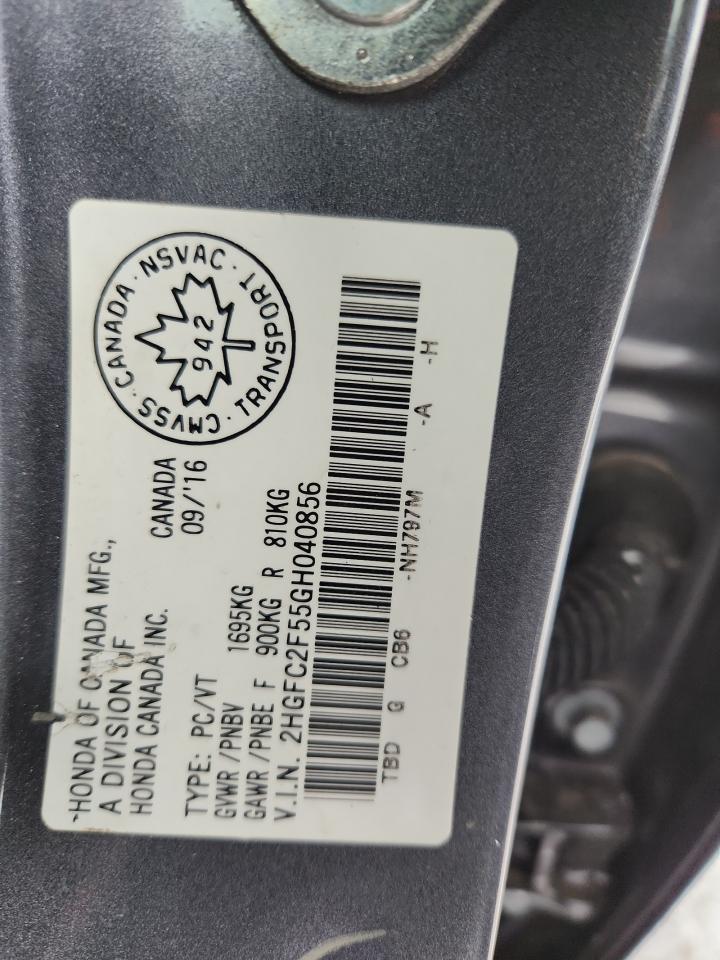 HONDA OF CANADA MFG.,
A DIVISION OF
HONDA CANADA INC.
CANADA
09/'16
CMVSS · CANADA · NSVAC · TRANSPORT
942
TYPE: PC/VT
GVWR /PNBV 1695KG
GAWR /PNBE F 900KG R 810KG
V.I.N. 2HGFC2F55GH040856
TBD G CB6 -NH797M -A -H